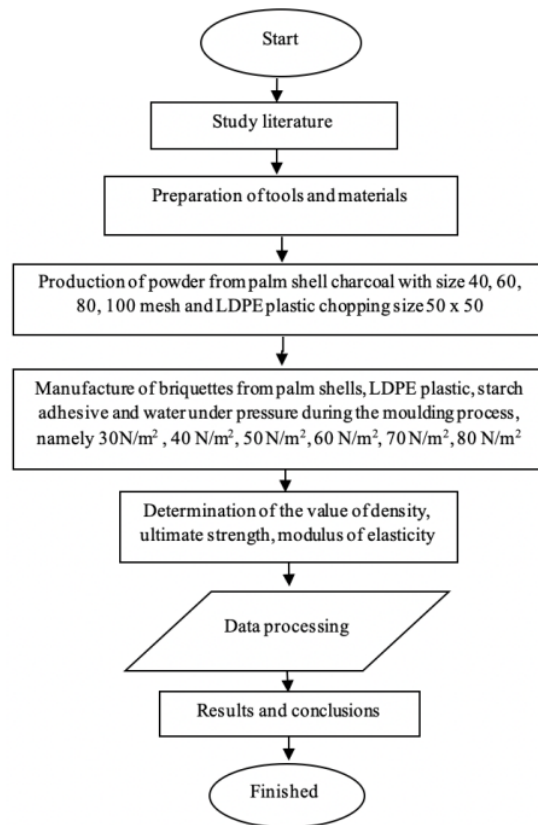 Start
Study literature
Preparation of tools and materials
Production of powder from palm shell charcoal with size 40, 60,
80, 100 mesh and LDPE plastic chopping size 50 x 50
Manufacture of briquettes from palm shells, LDPE plastic, starch
adhesive and water under pressure during the moulding process,
namely 30N/m², 40 N/m², 50 N/m², 60 N/m², 70 N/m², 80 N/m²
Determination of the value of density,
ultimate strength, modulus of elasticity
Data processing
Results and conclusions
Finished